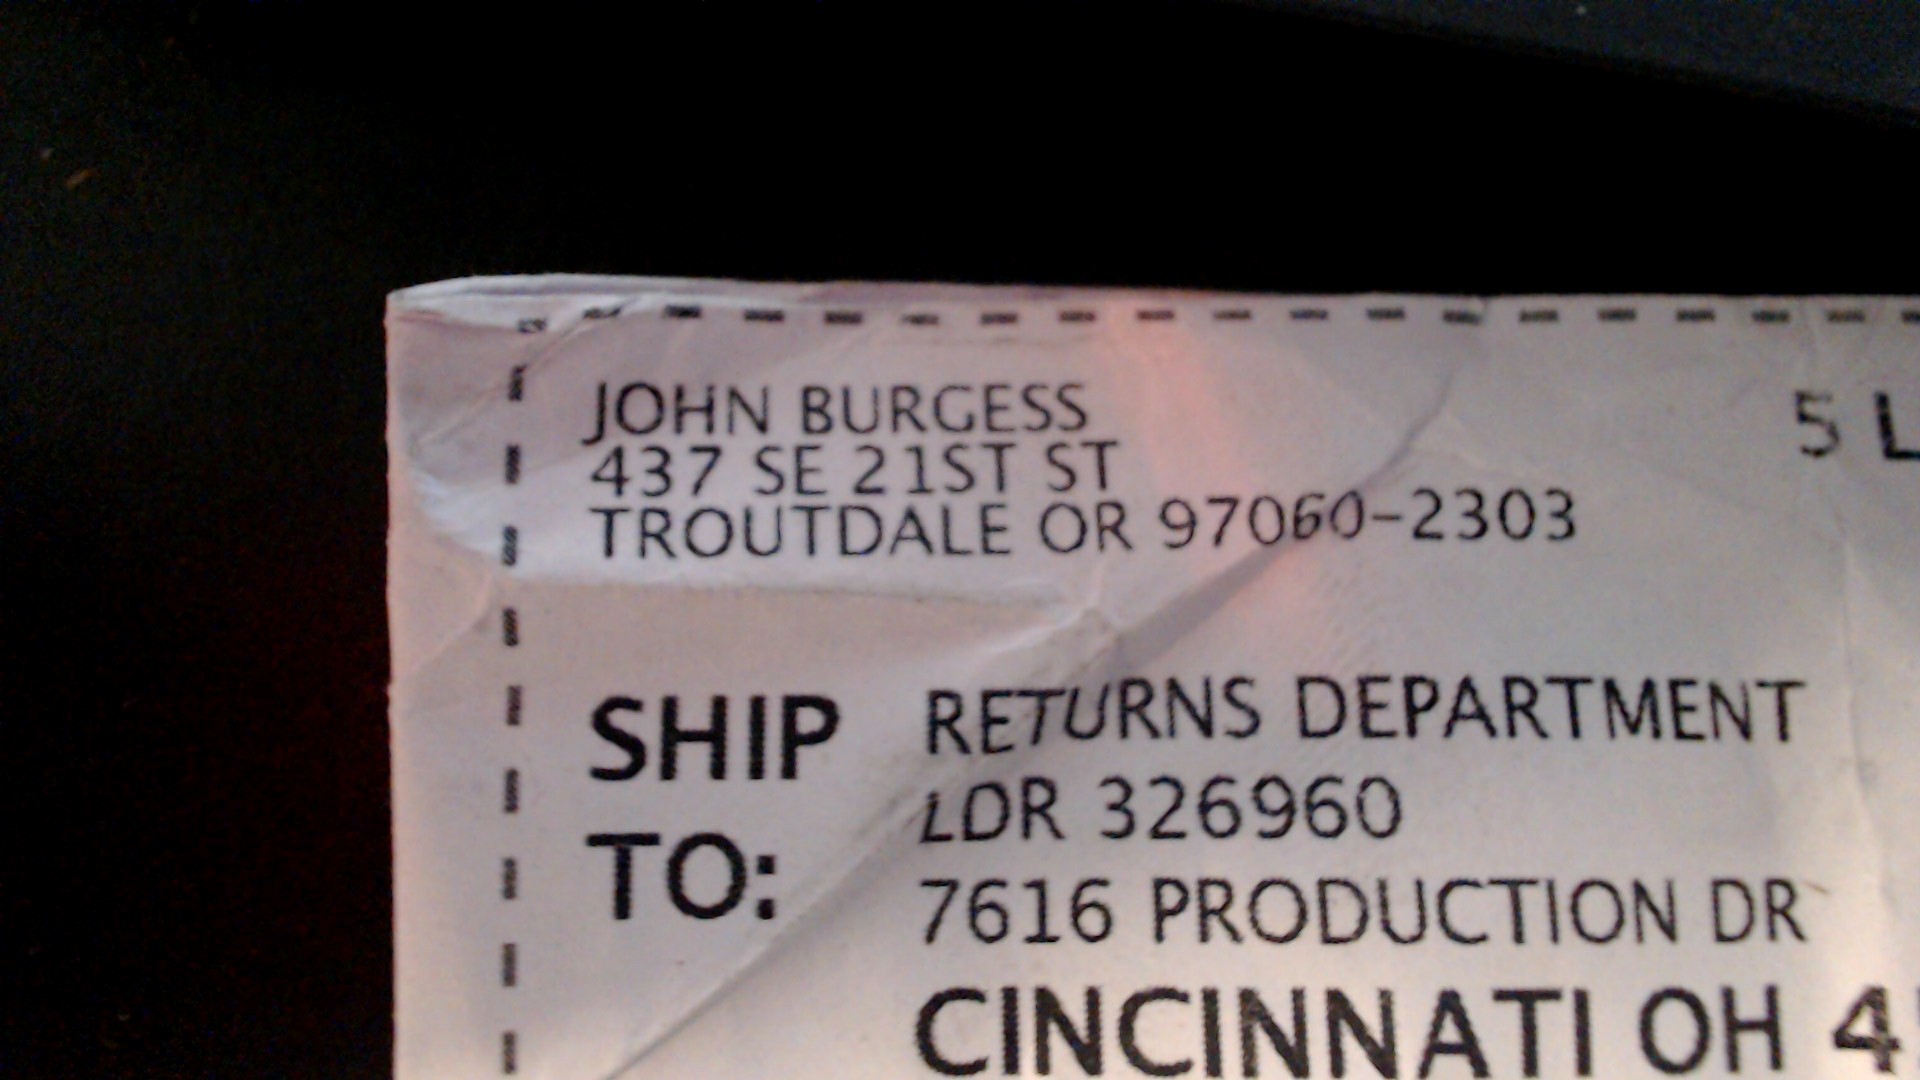 JOHN BURGESS
437 SE 21ST ST
TROUTDALE OR 97060-2303
5 L
SHIP TO:
RETURNS DEPARTMENT
LDR 326960
7616 PRODUCTION DR
CINCINNATI OH 4